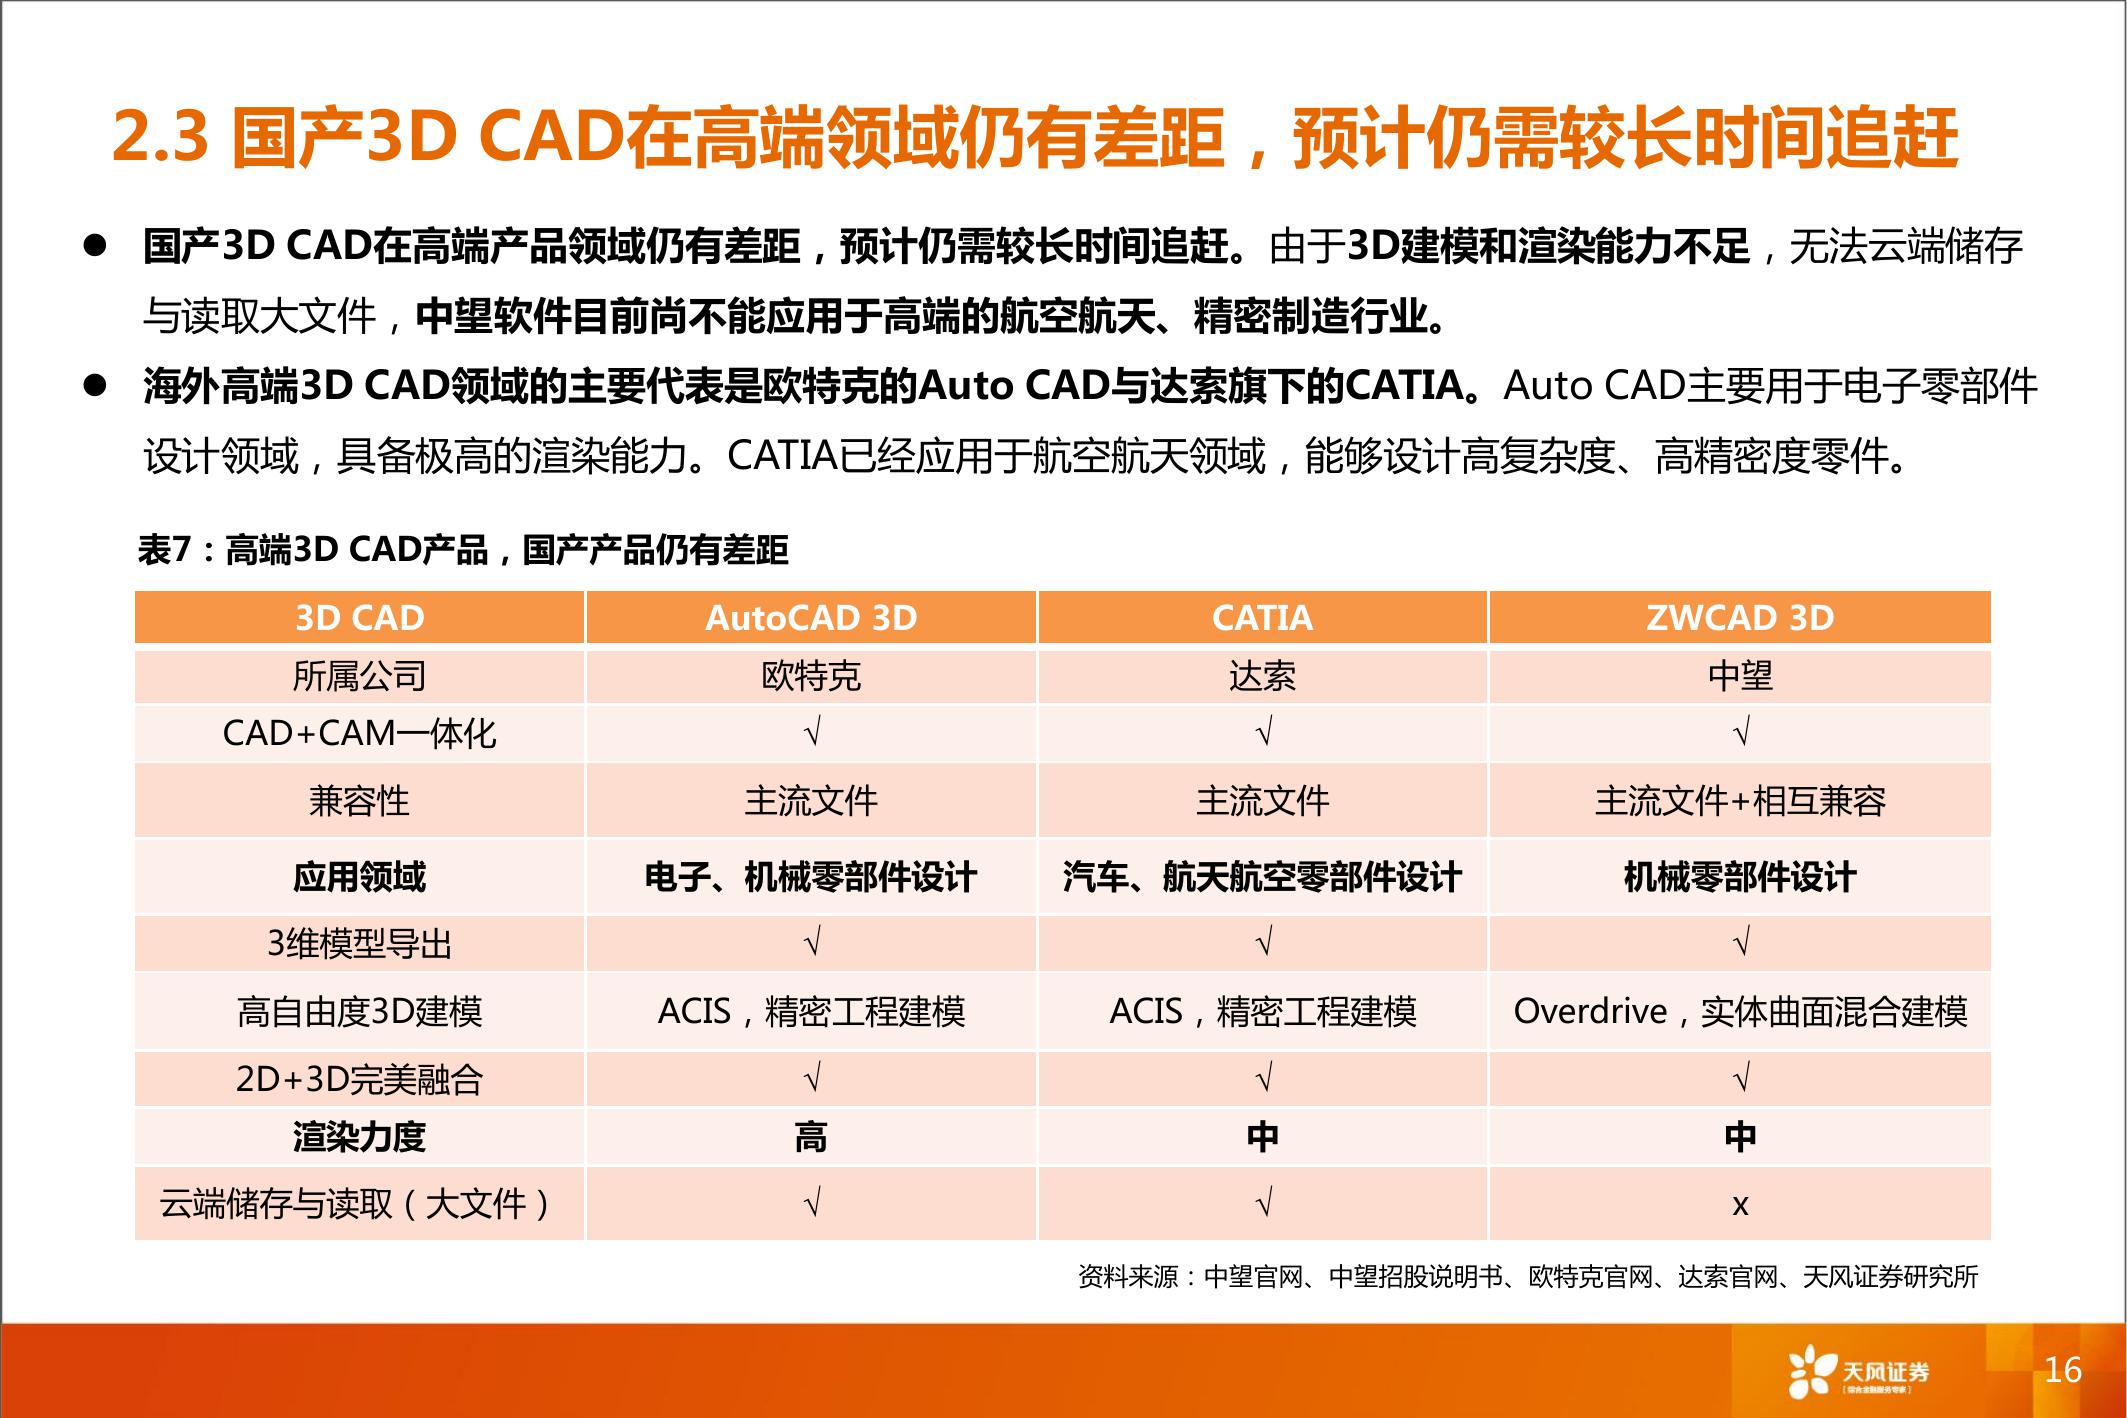 2.3 国产3D CAD在高端领域仍有差距，预计仍需较长时间追赶
● 国产3D CAD在高端产品领域仍有差距，预计仍需较长时间追赶。由于3D建模和渲染能力不足，无法云端储存
与读取大文件，中望软件目前尚不能应用于高端的航空航天、精密制造行业。
● 海外高端3D CAD领域的主要代表是欧特克的Auto CAD与达索旗下的CATIA。Auto CAD主要用于电子零部件
设计领域，具备极高的渲染能力。CATIA已经应用于航空航天领域，能够设计高复杂度、高精密度零件。
表7：高端3D CAD产品，国产产品仍有差距
3D CAD AutoCAD 3D CATIA ZWCAD 3D
所属公司 欧特克 达索 中望
CAD+CAM一体化 √ √ √
兼容性 主流文件 主流文件 主流文件+相互兼容
应用领域 电子、机械零部件设计 汽车、航天航空零部件设计 机械零部件设计
3维模型导出 √ √ √
高自由度3D建模 ACIS，精密工程建模 ACIS，精密工程建模 Overdrive，实体曲面混合建模
2D+3D完美融合 √ √ √
渲染力度 高 中 中
云端储存与读取（大文件） √ √ x
资料来源：中望官网、中望招股说明书、欧特克官网、达索官网、天风证券研究所
天风证券
[综合金融服务专家]
16